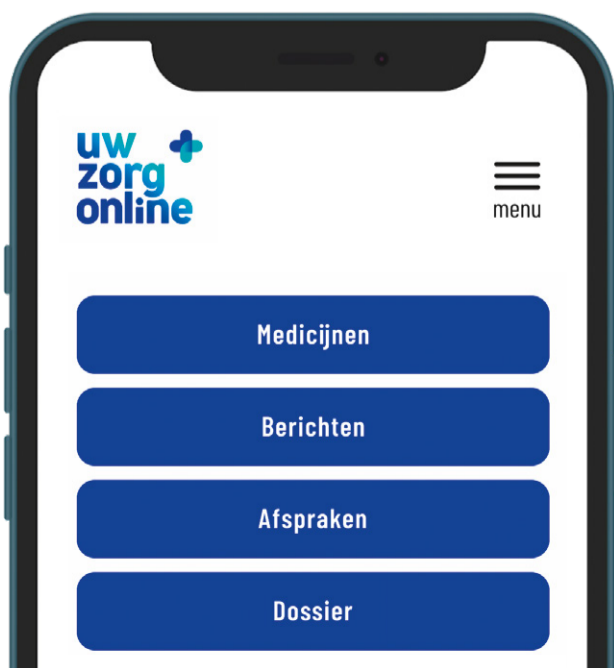 uw
zorg
online
menu
Medicijnen
Berichten
Afspraken
Dossier